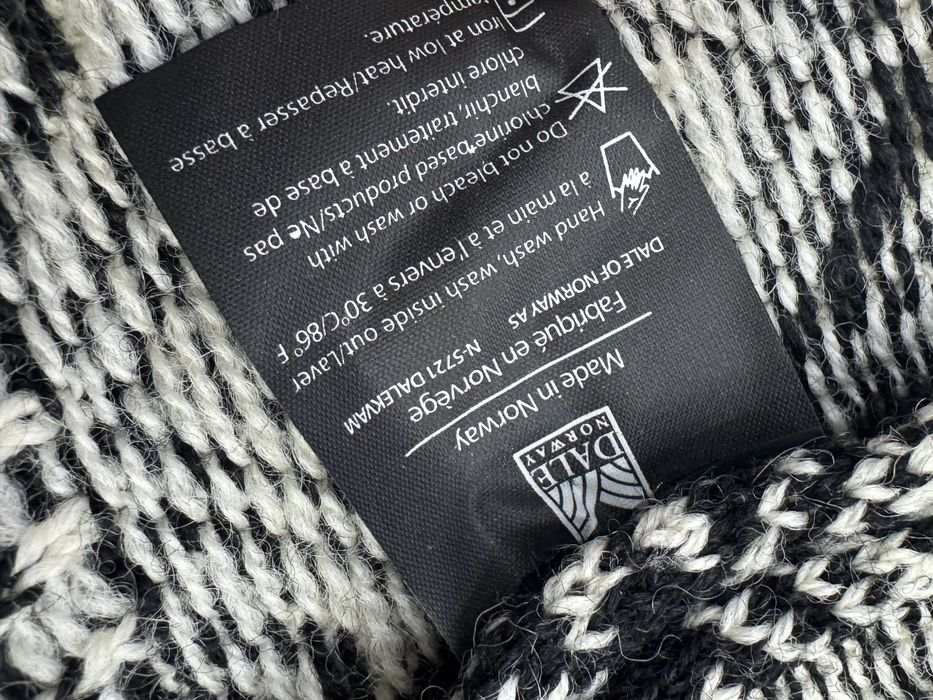 DALE
NORWAY
Made in Norway
Fabriqué en Norvège
DALE OF NORWAY AS
N-5721 DALEKVAM
Hand wash, wash inside out/Laver
à la main et à l'envers à 30°C/86°F
Do not bleach or wash with
chlorine based products/Ne pas
blanchir, traitement à base de
chlore interdit.
Iron at low heat/Repasser à basse
température.